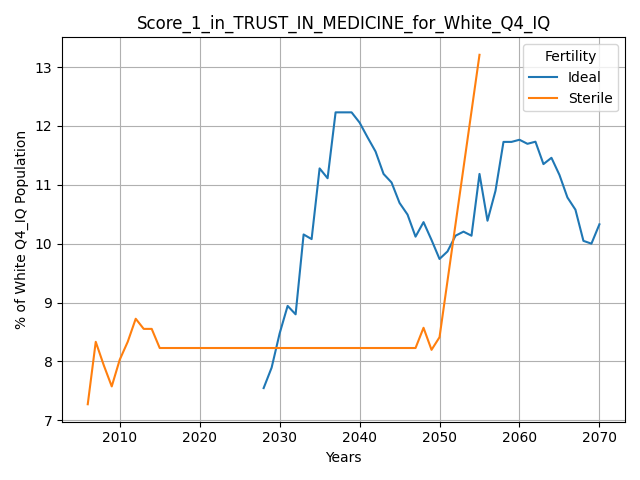 Score_1_in_TRUST_IN_MEDICINE_for_White_Q4_IQ
% of White Q4_IQ Population
13
12
11
10
9
8
7
Fertility
Ideal
Sterile
2010 2020 2030 2040 2050 2060 2070
Years